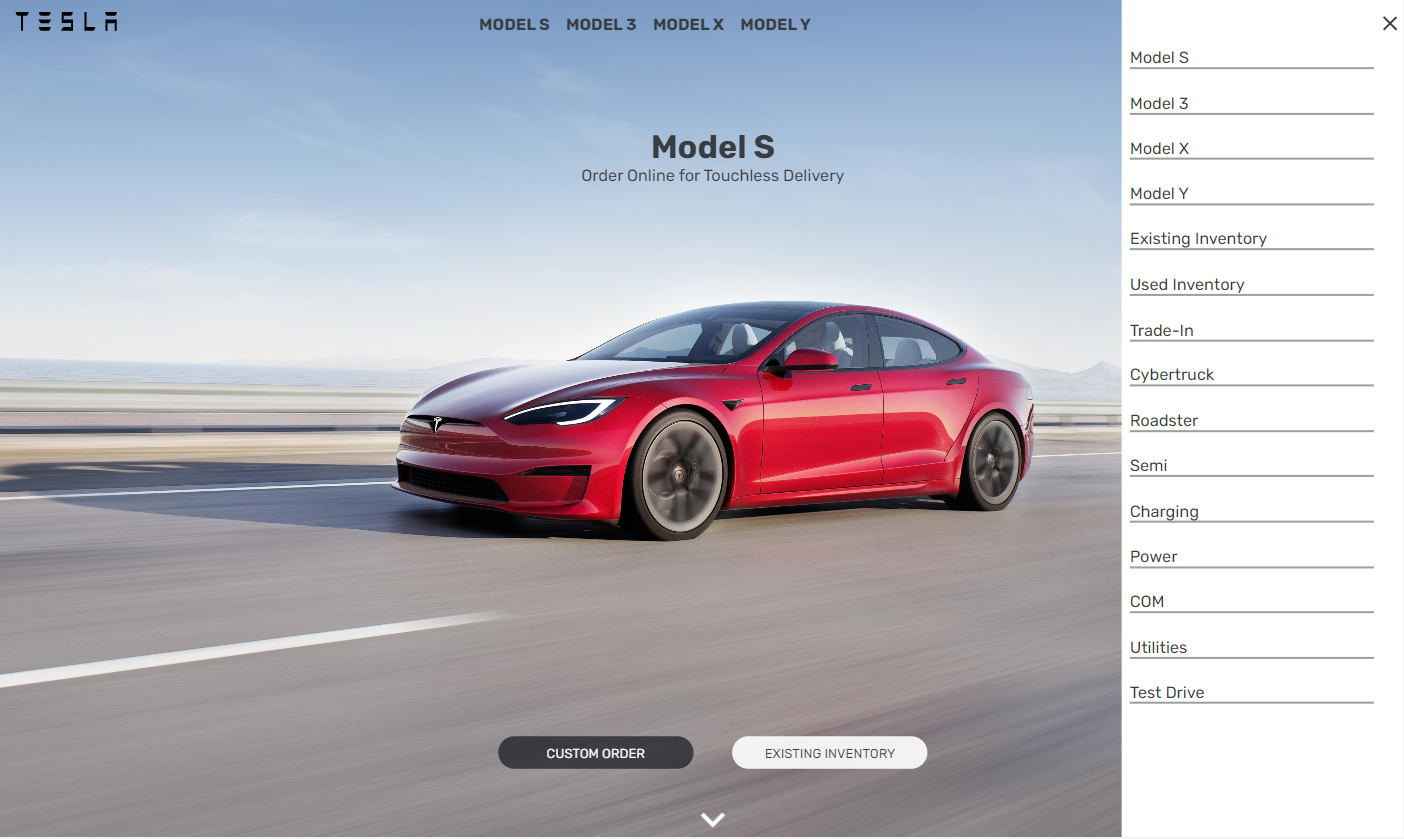 TESLA
MODEL S MODEL 3 MODEL X MODEL Y
Model S
Order Online for Touchless Delivery
CUSTOM ORDER
EXISTING INVENTORY
Model S
Model 3
Model X
Model Y
Existing Inventory
Used Inventory
Trade-In
Cybertruck
Roadster
Semi
Charging
Power
COM
Utilities
Test Drive